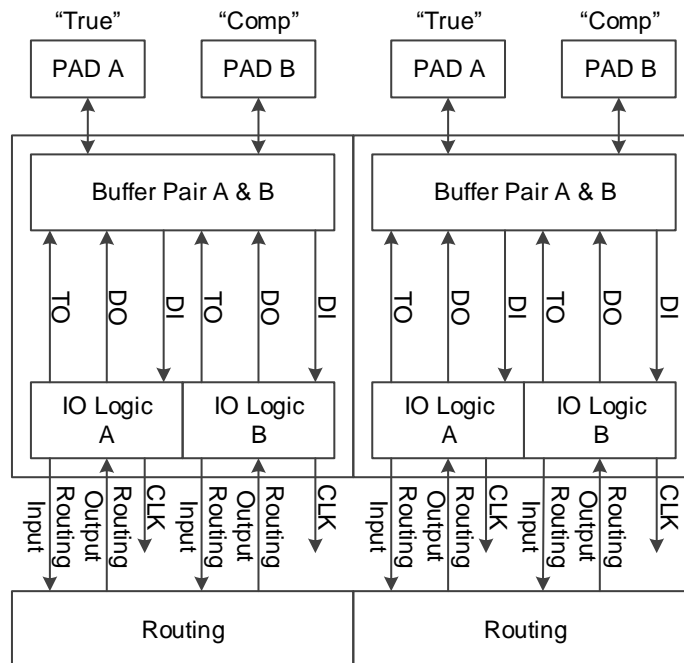 “True” “Comp” “True” “Comp”
PAD A PAD B PAD A PAD B
Buffer Pair A & B Buffer Pair A & B
TO DO DI TO DO DI TO DO DI TO DO DI
IO Logic IO Logic IO Logic IO Logic
A B A B
Routing Routing CLK Routing Routing CLK Routing Routing CLK Routing Routing CLK
Input Output Input Output Input Output Input Output
Routing Routing